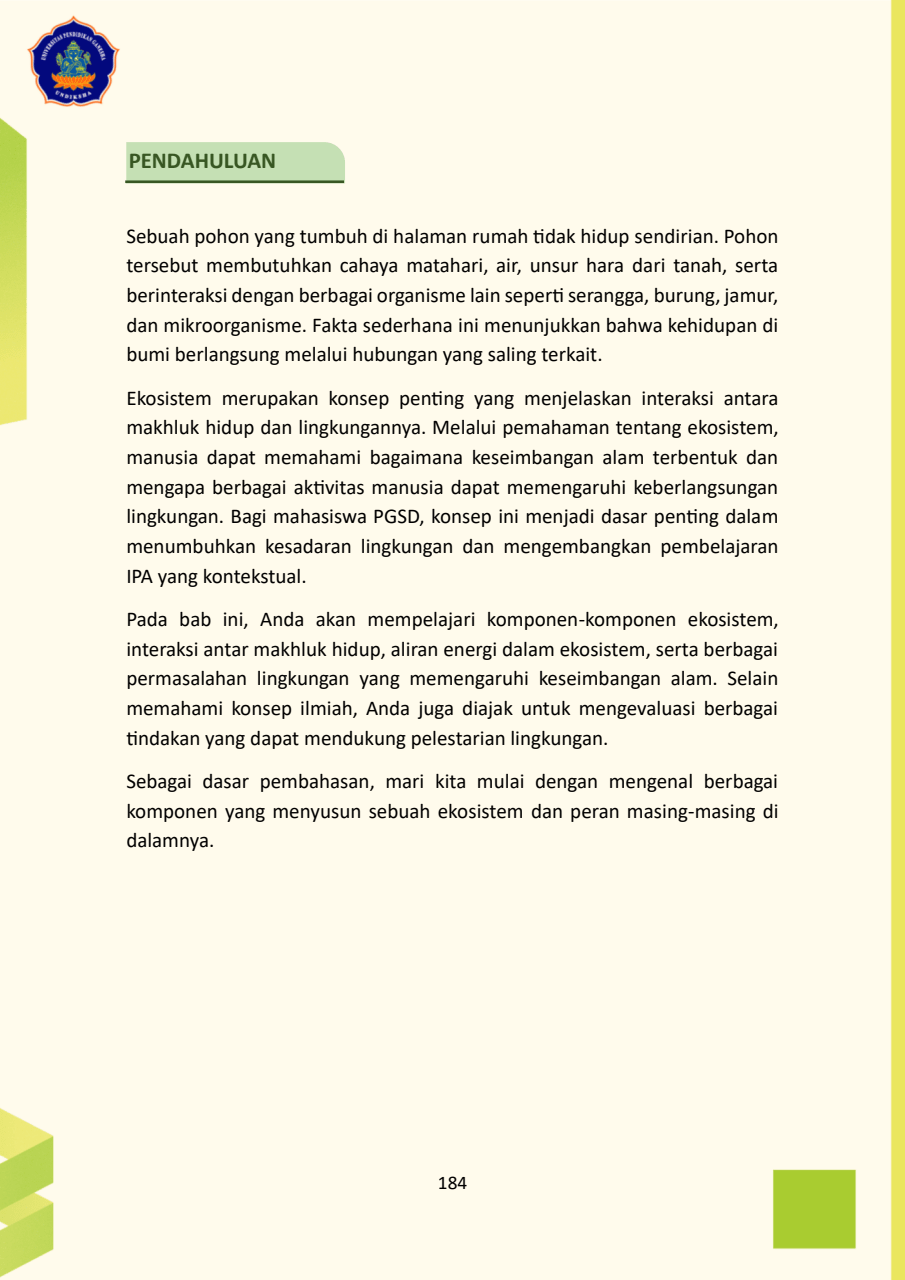 UNIVERSITAS PENDIDIKAN GANESHA
UNDIKSHA
PENDAHULUAN
Sebuah pohon yang tumbuh di halaman rumah tidak hidup sendirian. Pohon
tersebut membutuhkan cahaya matahari, air, unsur hara dari tanah, serta
berinteraksi dengan berbagai organisme lain seperti serangga, burung, jamur,
dan mikroorganisme. Fakta sederhana ini menunjukkan bahwa kehidupan di
bumi berlangsung melalui hubungan yang saling terkait.
Ekosistem merupakan konsep penting yang menjelaskan interaksi antara
makhluk hidup dan lingkungannya. Melalui pemahaman tentang ekosistem,
manusia dapat memahami bagaimana keseimbangan alam terbentuk dan
mengapa berbagai aktivitas manusia dapat memengaruhi keberlangsungan
lingkungan. Bagi mahasiswa PGSD, konsep ini menjadi dasar penting dalam
menumbuhkan kesadaran lingkungan dan mengembangkan pembelajaran
IPA yang kontekstual.
Pada bab ini, Anda akan mempelajari komponen-komponen ekosistem,
interaksi antar makhluk hidup, aliran energi dalam ekosistem, serta berbagai
permasalahan lingkungan yang memengaruhi keseimbangan alam. Selain
memahami konsep ilmiah, Anda juga diajak untuk mengevaluasi berbagai
tindakan yang dapat mendukung pelestarian lingkungan.
Sebagai dasar pembahasan, mari kita mulai dengan mengenal berbagai
komponen yang menyusun sebuah ekosistem dan peran masing-masing di
dalamnya.
184